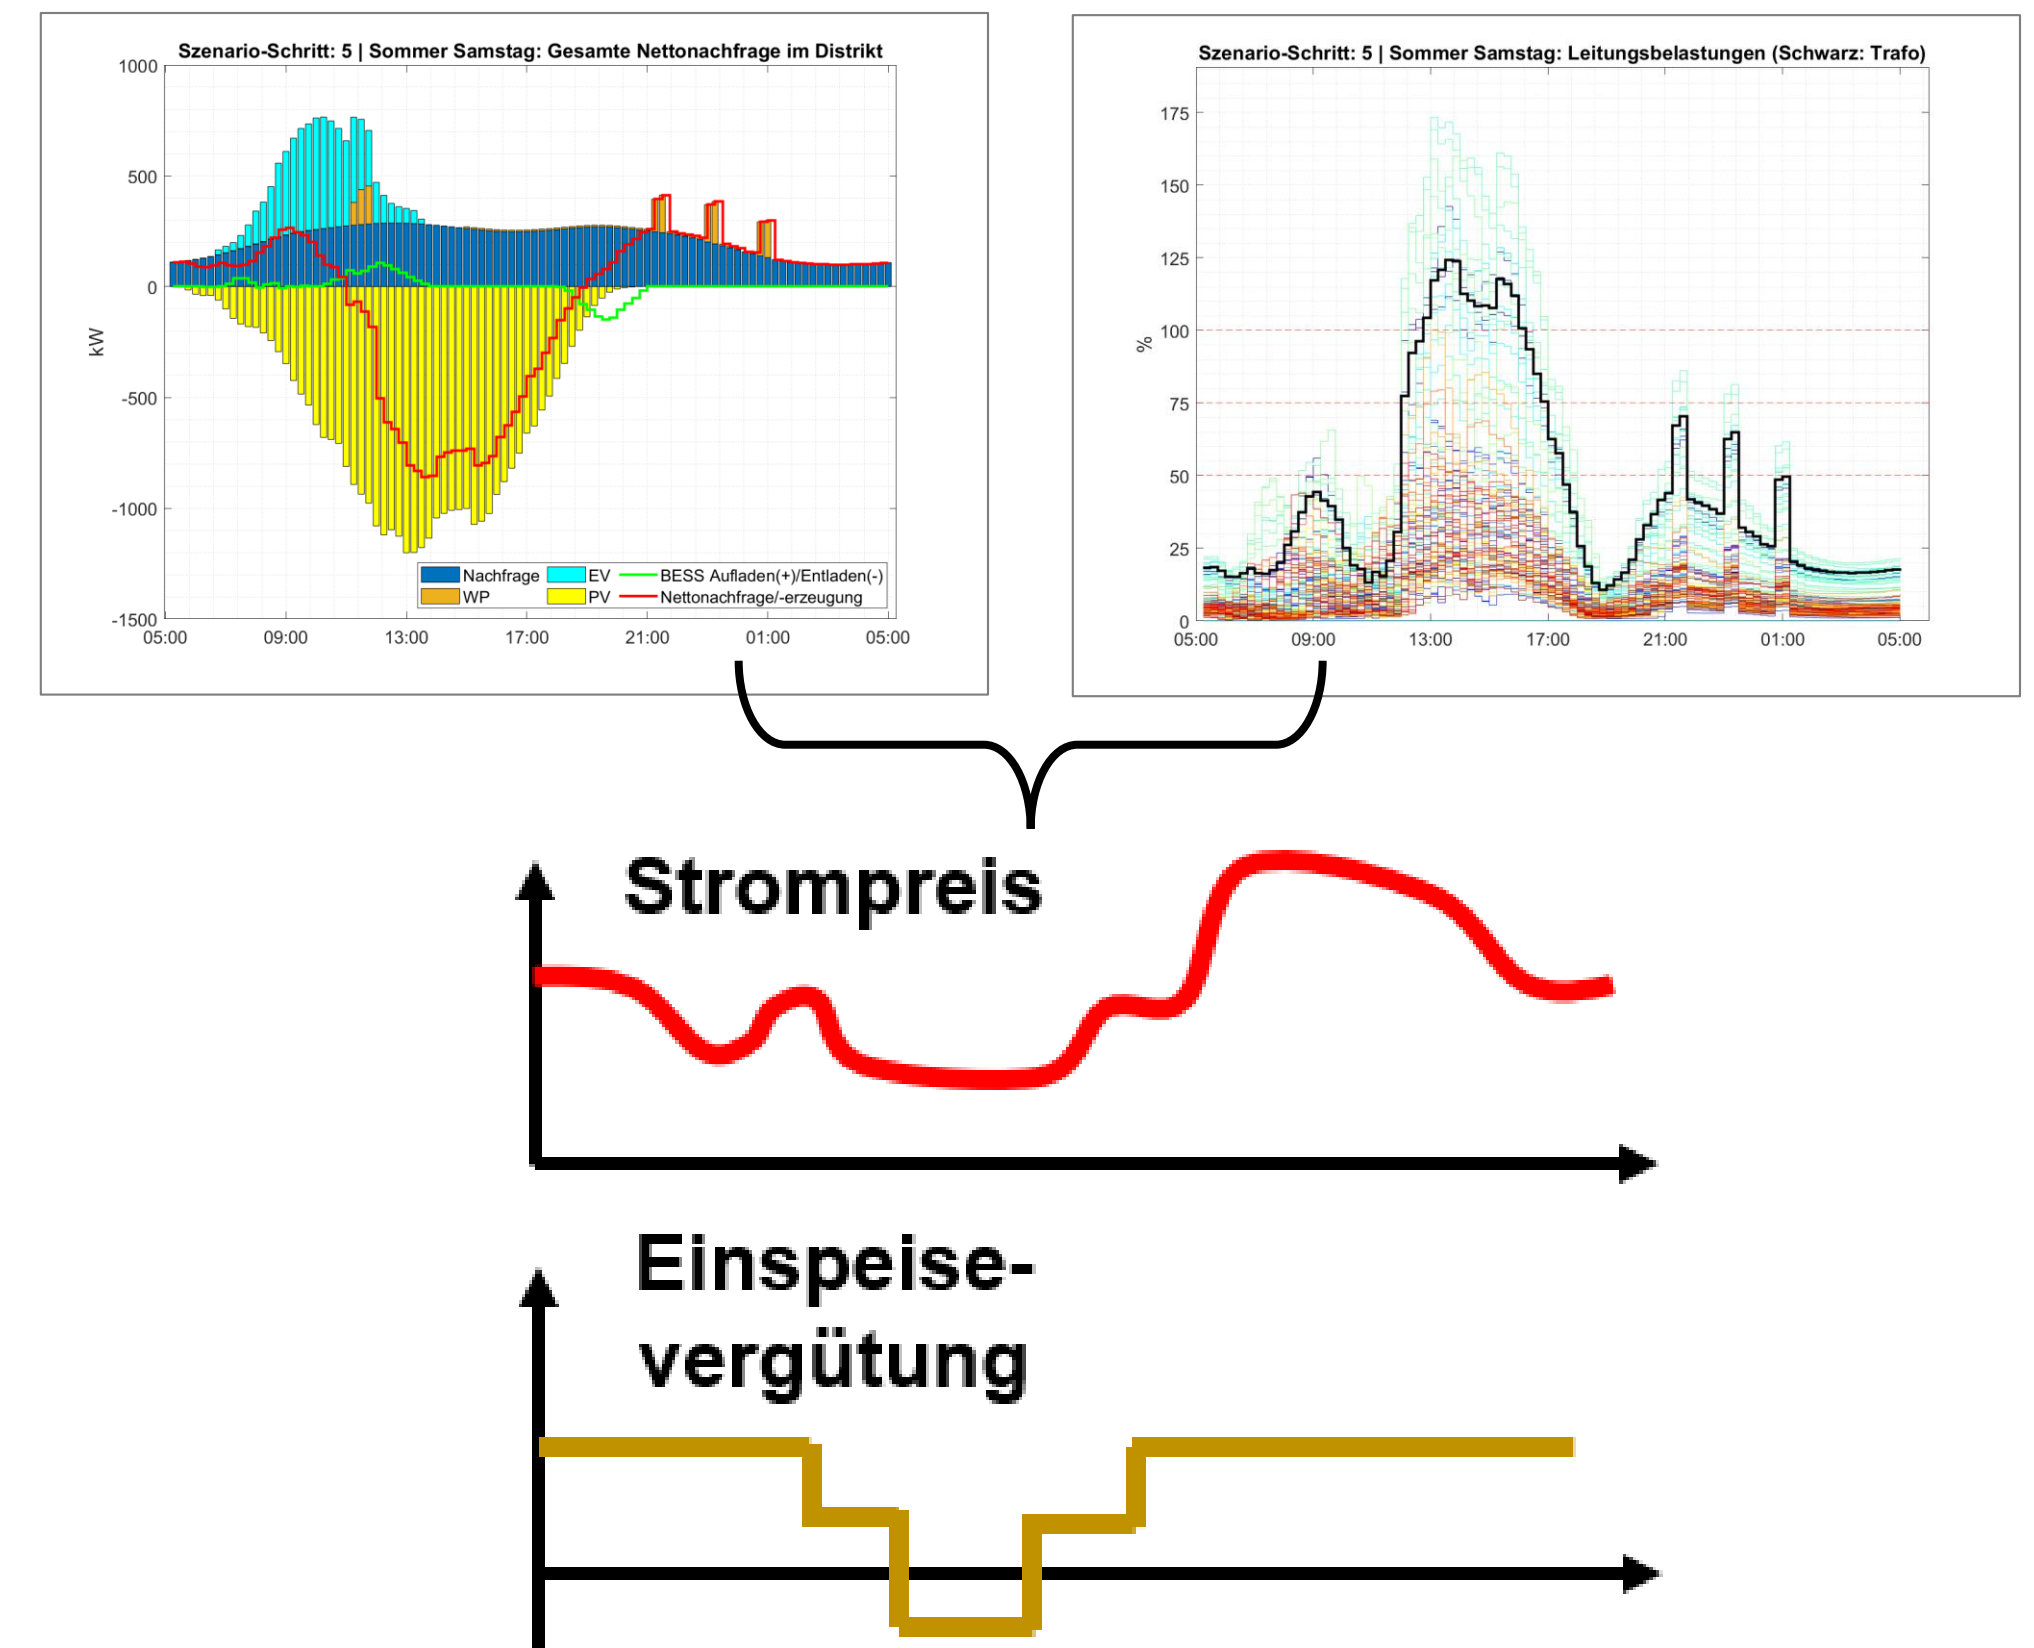 Szenario-Schritt: 5 | Sommer Samstag: Gesamte Nettonachfrage im Distrikt
1000
500
0
-500
-1000
-1500
kW
05:00 09:00 13:00 17:00 21:00 01:00 05:00
Nachfrage EV BESS Aufladen(+)/Entladen(-)
WP PV Nettonachfrage/-erzeugung
Szenario-Schritt: 5 | Sommer Samstag: Leitungsbelastungen (Schwarz: Trafo)
175
150
125
100
75
50
25
0
%
05:00 09:00 13:00 17:00 21:00 01:00 05:00
Strompreis
Einspeise-
vergütung